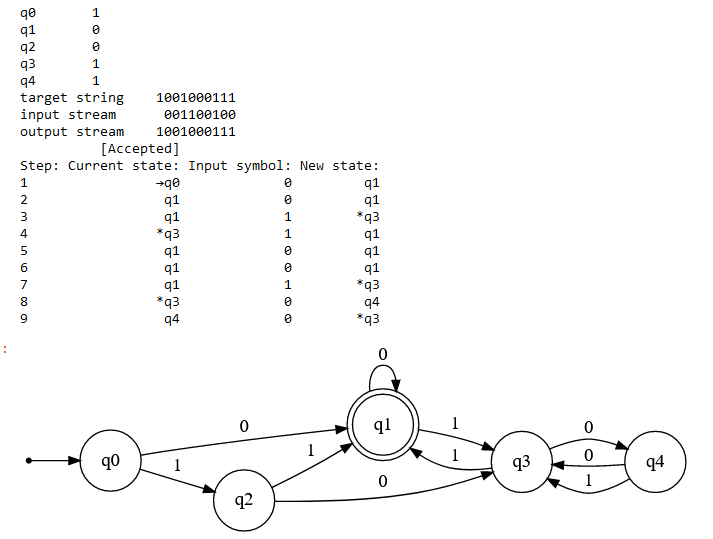 q0 1
q1 0
q2 0
q3 1
q4 1
target string 1001000111
input stream 001100100
output stream 1001000111
[Accepted]
Step: Current state: Input symbol: New state:
1 →q0 0 q1
2 q1 0 q1
3 q1 1 *q3
4 *q3 1 q1
5 q1 0 q1
6 q1 0 q1
7 q1 1 *q3
8 *q3 0 q4
9 q4 0 *q3
:
0
q1
0
1
0
1
1
0
q0
1
q3
q4
0
1
q2